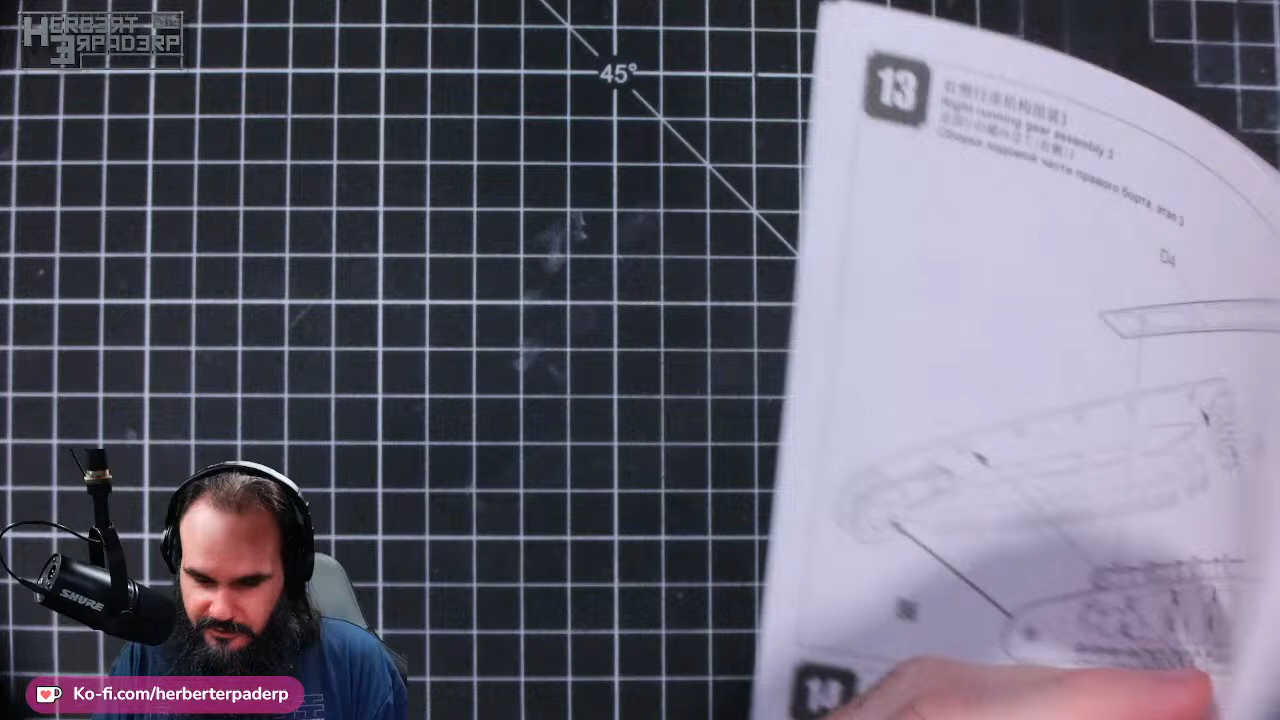 HERBERT
ERPADERP
45°
13
Right running gear assembly 3
Сборка ходовой части правого борта, этап 3
D4
14
SHURE
Ko-fi.com/herberterpaderp